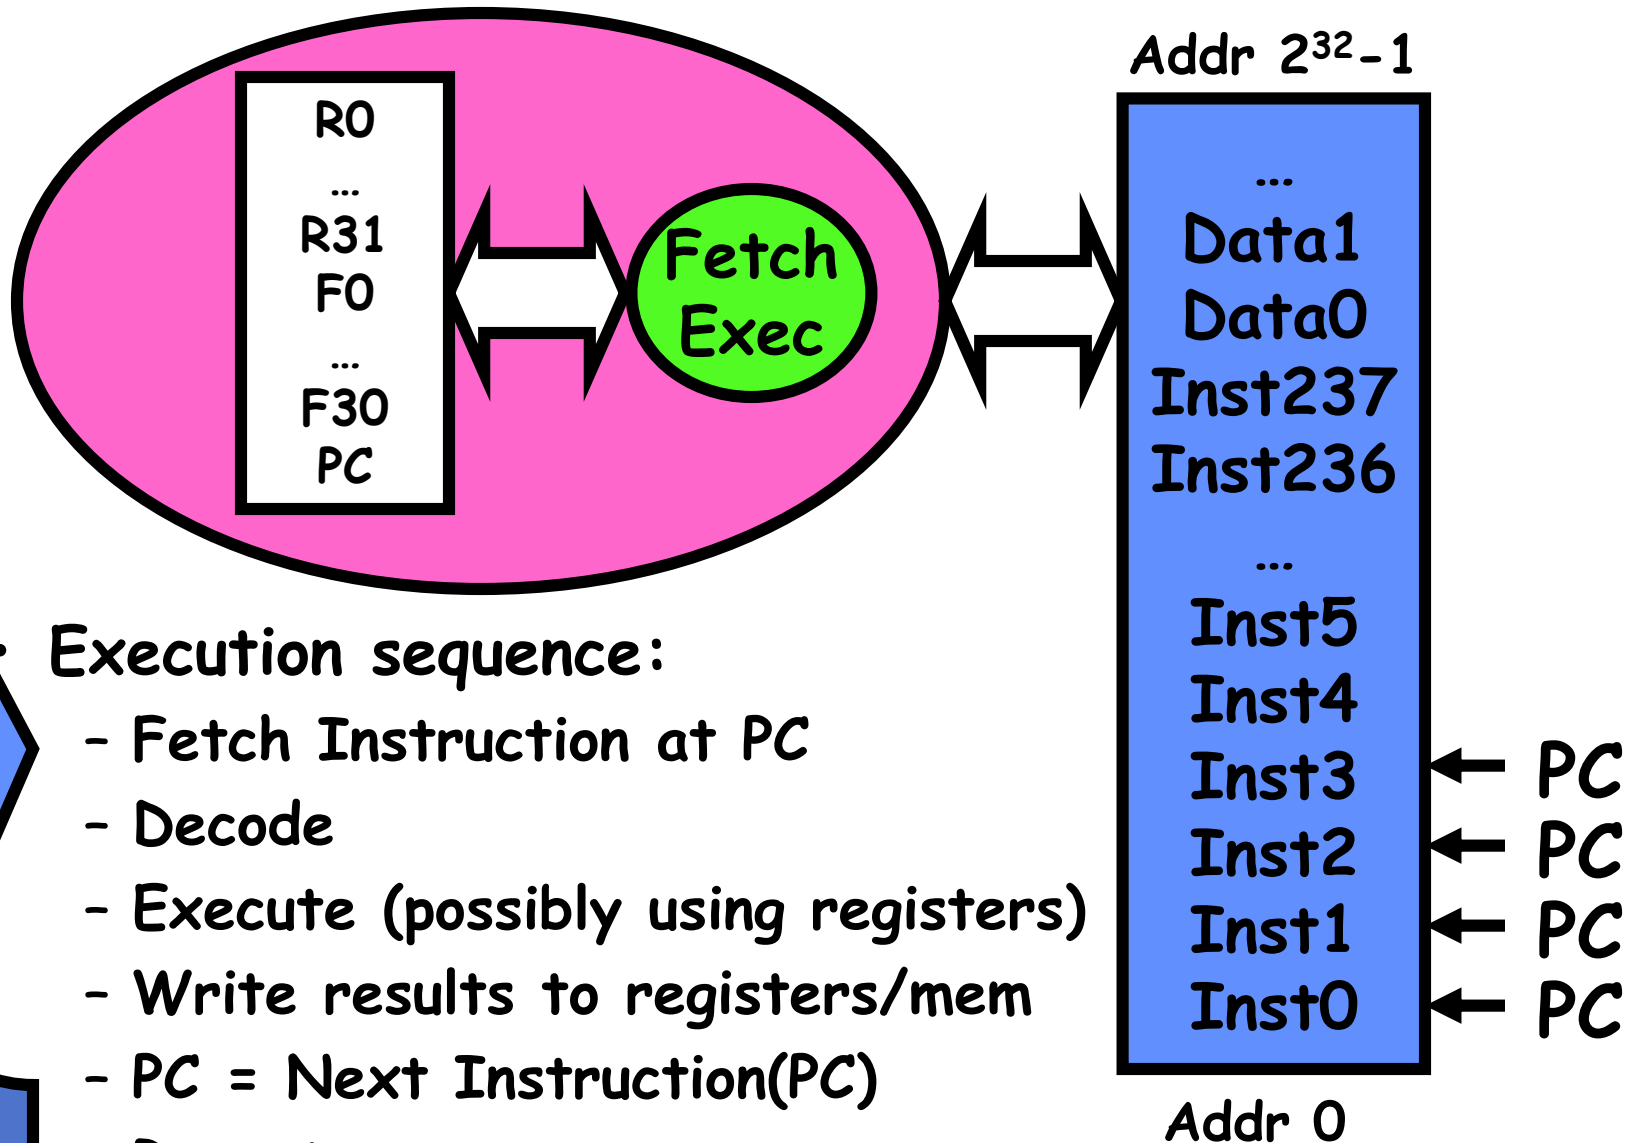 R0
…
R31
F0
…
F30
PC
Fetch
Exec
Addr 2³²-1
…
Data1
Data0
Inst237
Inst236
…
Inst5
Inst4
Inst3
Inst2
Inst1
Inst0
Addr 0
PC
PC
PC
PC
• Execution sequence:
– Fetch Instruction at PC
– Decode
– Execute (possibly using registers)
– Write results to registers/mem
– PC = Next Instruction(PC)